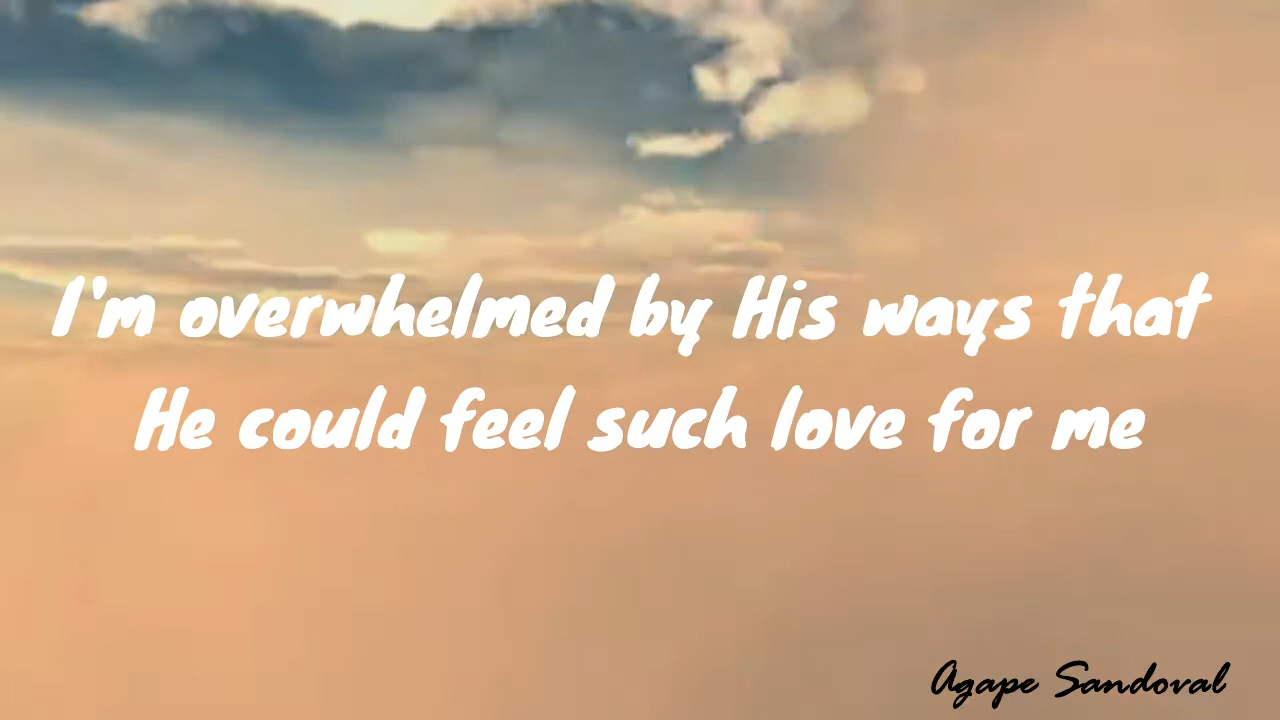 I'm overwhelmed by His ways that
He could feel such love for me
Agape Sandoval